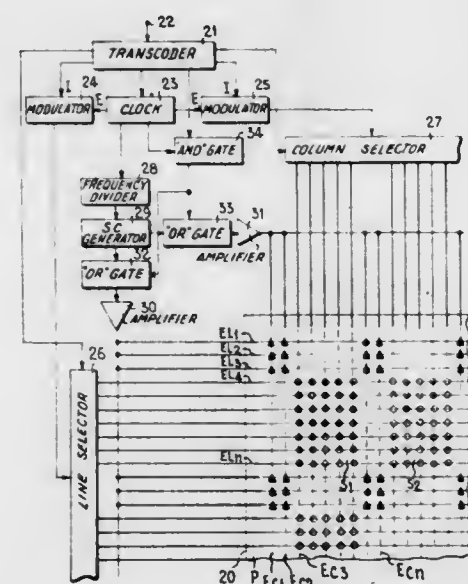 22
21
TRANSCODER
24 I 23 I 25
MODULATOR E CLOCK E MODULATOR
34
"AND" GATE
27
COLUMN SELECTOR
28
FREQUENCY DIVIDER
29
S.C. GENERATOR
33
"OR" GATE
31
AMPLIFIER
32
"OR" GATE
30
AMPLIFIER
26
LINE SELECTOR
EL1
EL2
EL3
EL4
ELn
S1 S2
20 P EC1 EC2 EC3 ECn